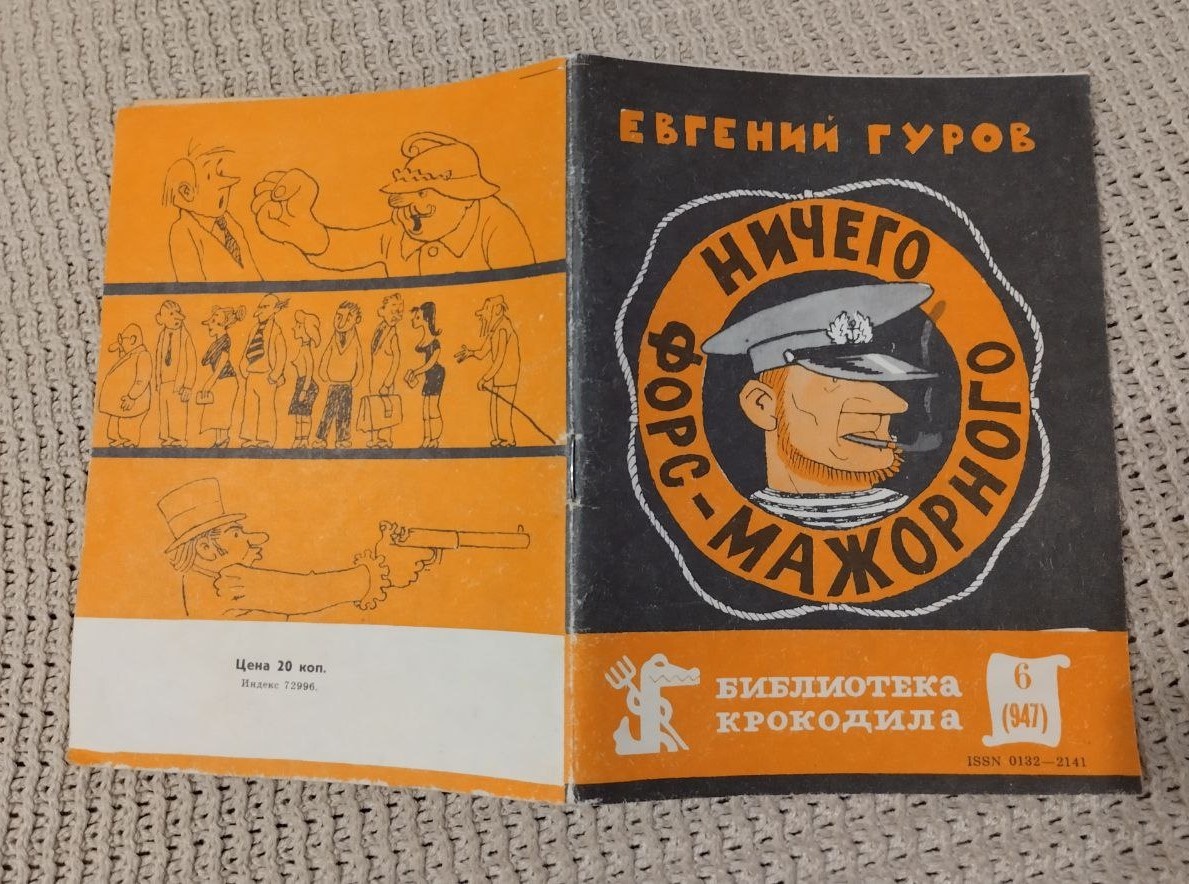 ЕВГЕНИЙ ГУРОВ
НИЧЕГО
ФОРС-МАЖОРНОГО
БИБЛИОТЕКА
КРОКОДИЛА
6
(947)
ISSN 0132—2141
Цена 20 коп.
Индекс 72996.